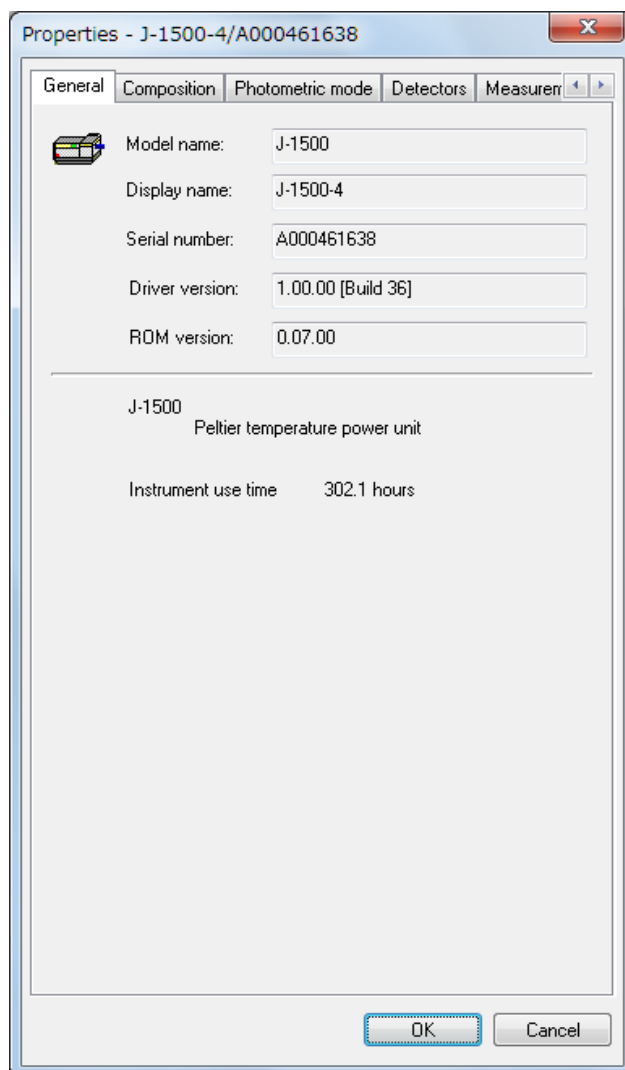 Properties - J-1500-4/A000461638
General Composition Photometric mode Detectors Measurem
Model name: J-1500
Display name: J-1500-4
Serial number: A000461638
Driver version: 1.00.00 [Build 36]
ROM version: 0.07.00
J-1500
Peltier temperature power unit
Instrument use time 302.1 hours
OK Cancel